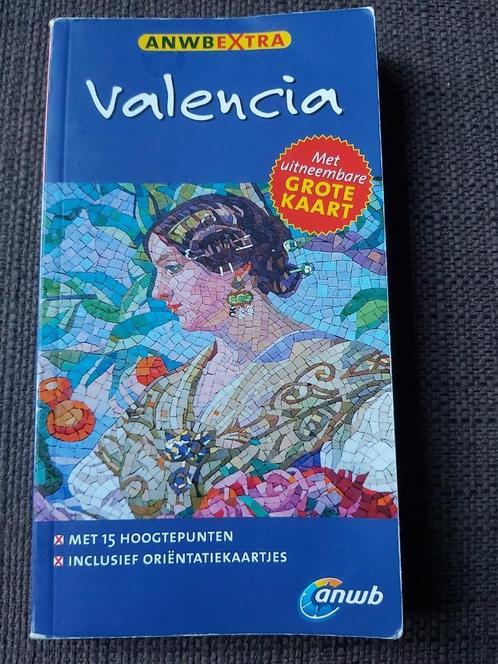 ANWBEXTRA
Valencia
Met
uitneembare
GROTE
KAART
MET 15 HOOGTEPUNTEN
INCLUSIEF ORIËNTATIEKAARTJES
anwb